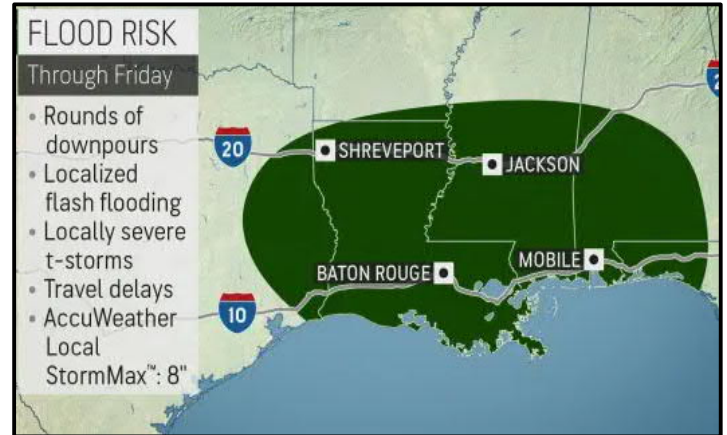 FLOOD RISK
Through Friday
• Rounds of
downpours
• Localized
flash flooding
• Locally severe
t-storms
• Travel delays
• AccuWeather
Local
StormMax™: 8"
20
SHREVEPORT
JACKSON
2
BATON ROUGE
MOBILE
10